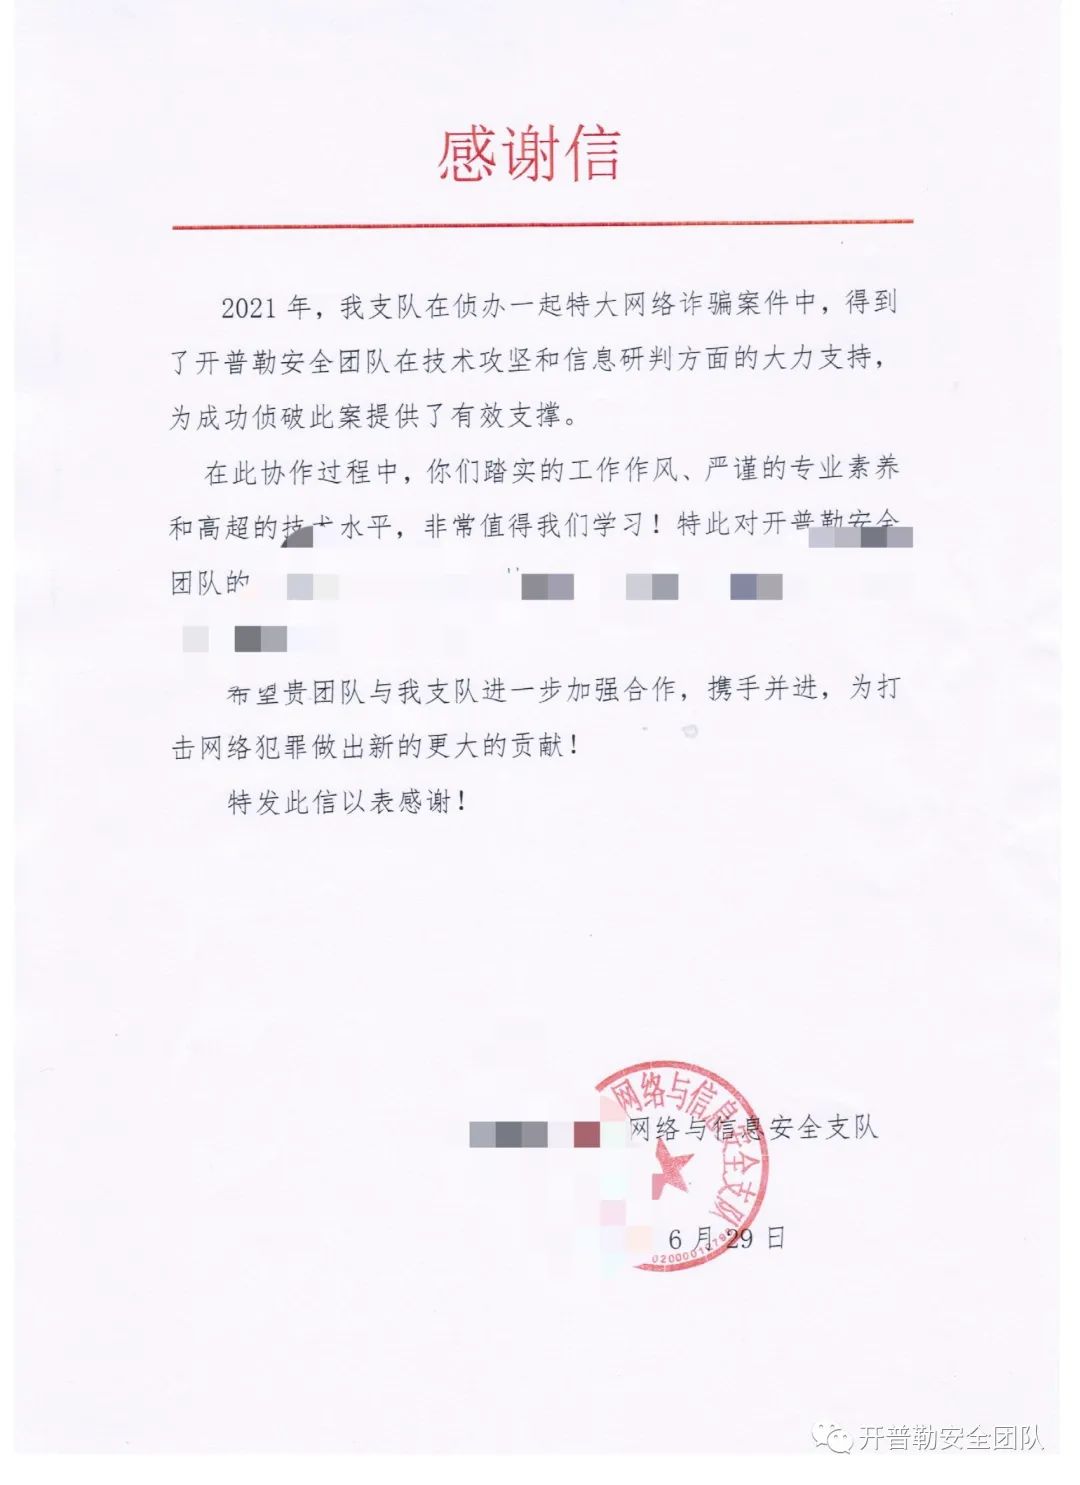 感谢信
2021年，我支队在侦办一起特大网络诈骗案件中，得到
了开普勒安全团队在技术攻坚和信息研判方面的大力支持，
为成功侦破此案提供了有效支撑。
在此协作过程中，你们踏实的工作作风、严谨的专业素养
和高超的技术水平，非常值得我们学习！特此对开普勒安全
团队的
希望贵团队与我支队进一步加强合作，携手并进，为打
击网络犯罪做出新的更大的贡献！
特发此信以表感谢！
网络与信息安全支队
网络与信息安全支队
6月29日
开普勒安全团队